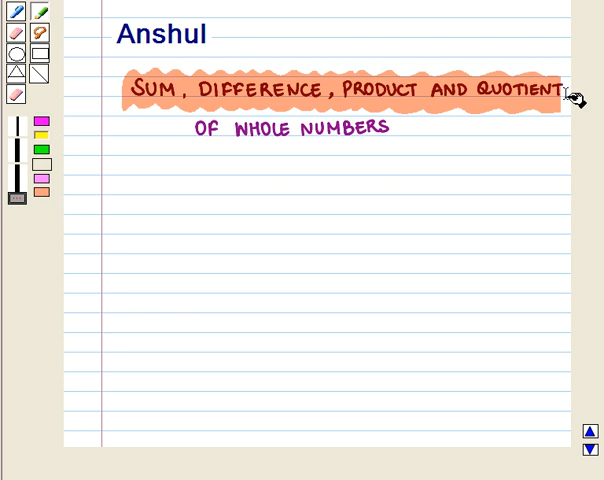 Anshul
SUM, DIFFERENCE, PRODUCT AND QUOTIENT
OF WHOLE NUMBERS